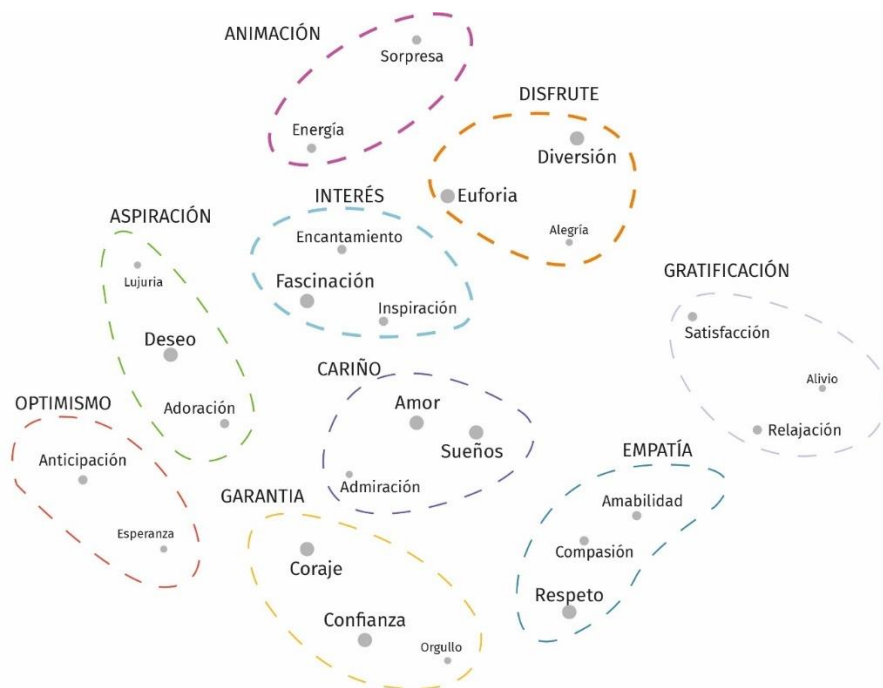 ANIMACIÓN
Sorpresa
Energía
DISFRUTE
Diversión
Euforia
Alegría
INTERÉS
Encantamiento
Fascinación
Inspiración
ASPIRACIÓN
Lujuria
Deseo
Adoración
GRATIFICACIÓN
Satisfacción
Alivio
Relajación
CARIÑO
Amor
Sueños
Admiración
OPTIMISMO
Anticipación
Esperanza
EMPATÍA
Amabilidad
Compasión
Respeto
GARANTIA
Coraje
Confianza
Orgullo